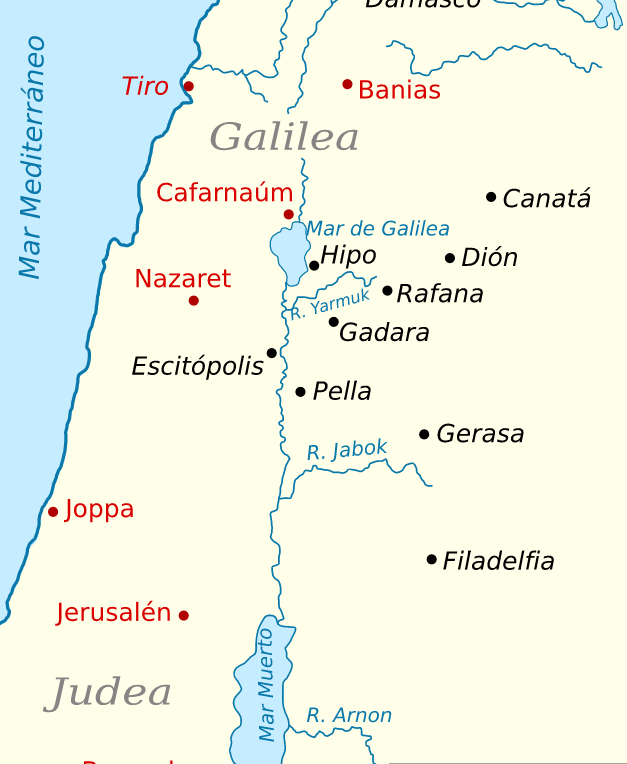 Damasco
Mar Mediterráneo
Tiro
Banias
Galilea
Cafarnaúm
Canatá
Mar de Galilea
Hipo
Dión
Nazaret
Rafana
R. Yarmuk
Gadara
Escitópolis
Pella
Gerasa
R. Jabok
Joppa
Filadelfia
Jerusalén
Mar Muerto
Judea
R. Arnon